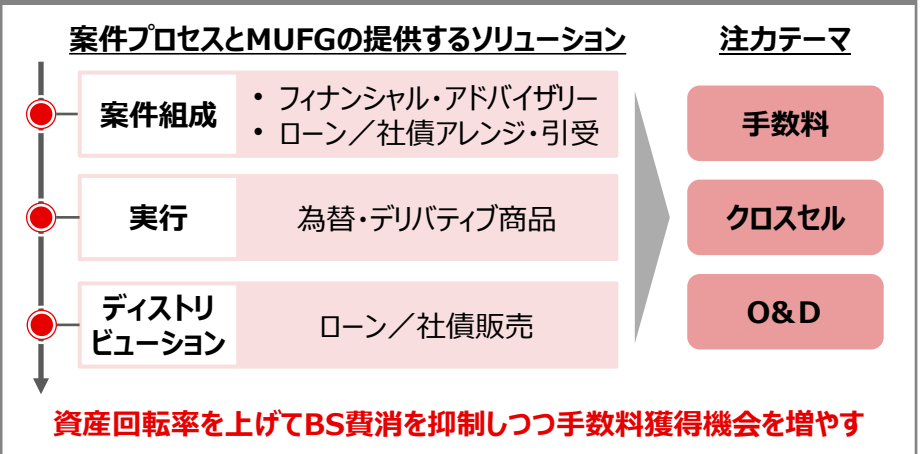 案件プロセスとMUFGの提供するソリューション
注力テーマ
案件組成
• フィナンシャル・アドバイザリー
• ローン／社債アレンジ・引受
実行
為替・デリバティブ商品
ディストリ
ビューション
ローン／社債販売
手数料
クロスセル
O&D
資産回転率を上げてBS費消を抑制しつつ手数料獲得機会を増やす